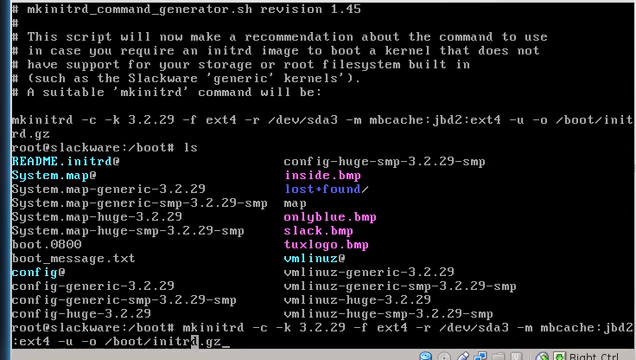 # mkinitrd_command_generator.sh revision 1.45
#
# This script will now make a recommendation about the command to use
# in case you require an initrd image to boot a kernel that does not
# have support for your storage or root filesystem built in
# (such as the Slackware 'generic' kernels').
# A suitable 'mkinitrd' command will be:
mkinitrd -c -k 3.2.29 -f ext4 -r /dev/sda3 -m mbcache:jbd2:ext4 -u -o /boot/init
rd.gz
root@slackware:/boot# ls
README.initrd@ config-huge-smp-3.2.29-smp
System.map@ inside.bmp
System.map-generic-3.2.29 lost+found/
System.map-generic-smp-3.2.29-smp map
System.map-huge-3.2.29 onlyblue.bmp
System.map-huge-smp-3.2.29-smp slack.bmp
boot.0800 tuxlogo.bmp
boot_message.txt vmlinuz@
config@ vmlinuz-generic-3.2.29
config-generic-3.2.29 vmlinuz-generic-smp-3.2.29-smp
config-generic-smp-3.2.29-smp vmlinuz-huge-3.2.29
config-huge-3.2.29 vmlinuz-huge-smp-3.2.29-smp
root@slackware:/boot# mkinitrd -c -k 3.2.29 -f ext4 -r /dev/sda3 -m mbcache:jbd2
:ext4 -u -o /boot/initrd.gz_
Right Ctrl